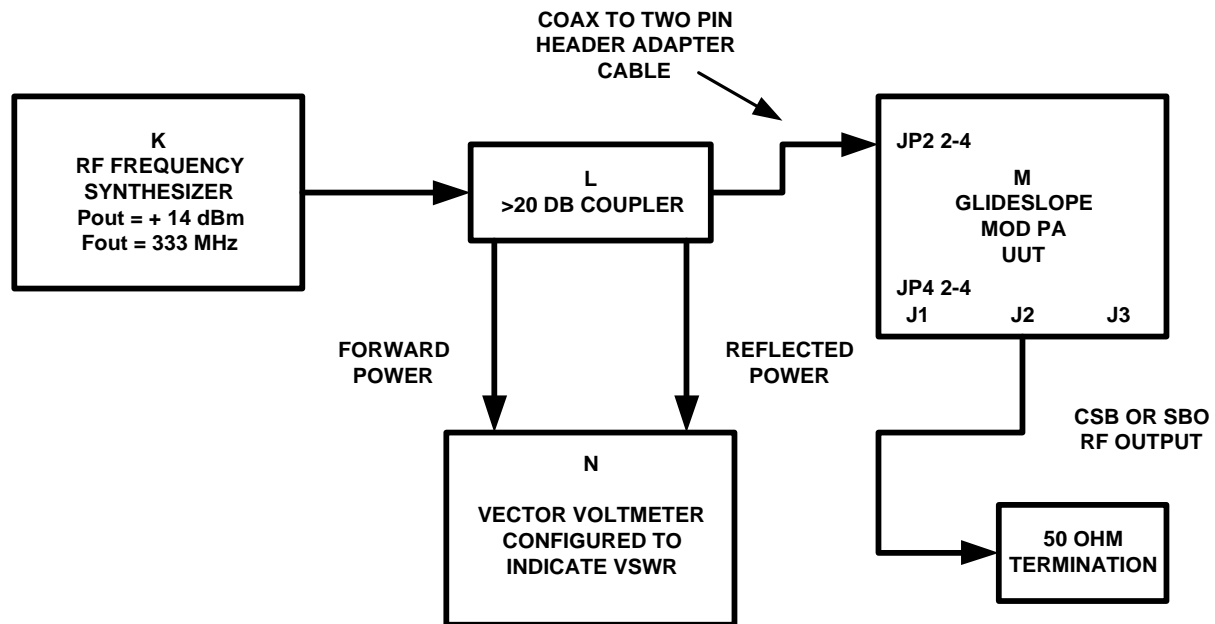 COAX TO TWO PIN
HEADER ADAPTER
CABLE
K
RF FREQUENCY
SYNTHESIZER
Pout = + 14 dBm
Fout = 333 MHz
L
>20 DB COUPLER
JP2 2-4
M
GLIDESLOPE
MOD PA
UUT
JP4 2-4
J1 J2 J3
FORWARD
POWER
REFLECTED
POWER
CSB OR SBO
RF OUTPUT
N
VECTOR VOLTMETER
CONFIGURED TO
INDICATE VSWR
50 OHM
TERMINATION